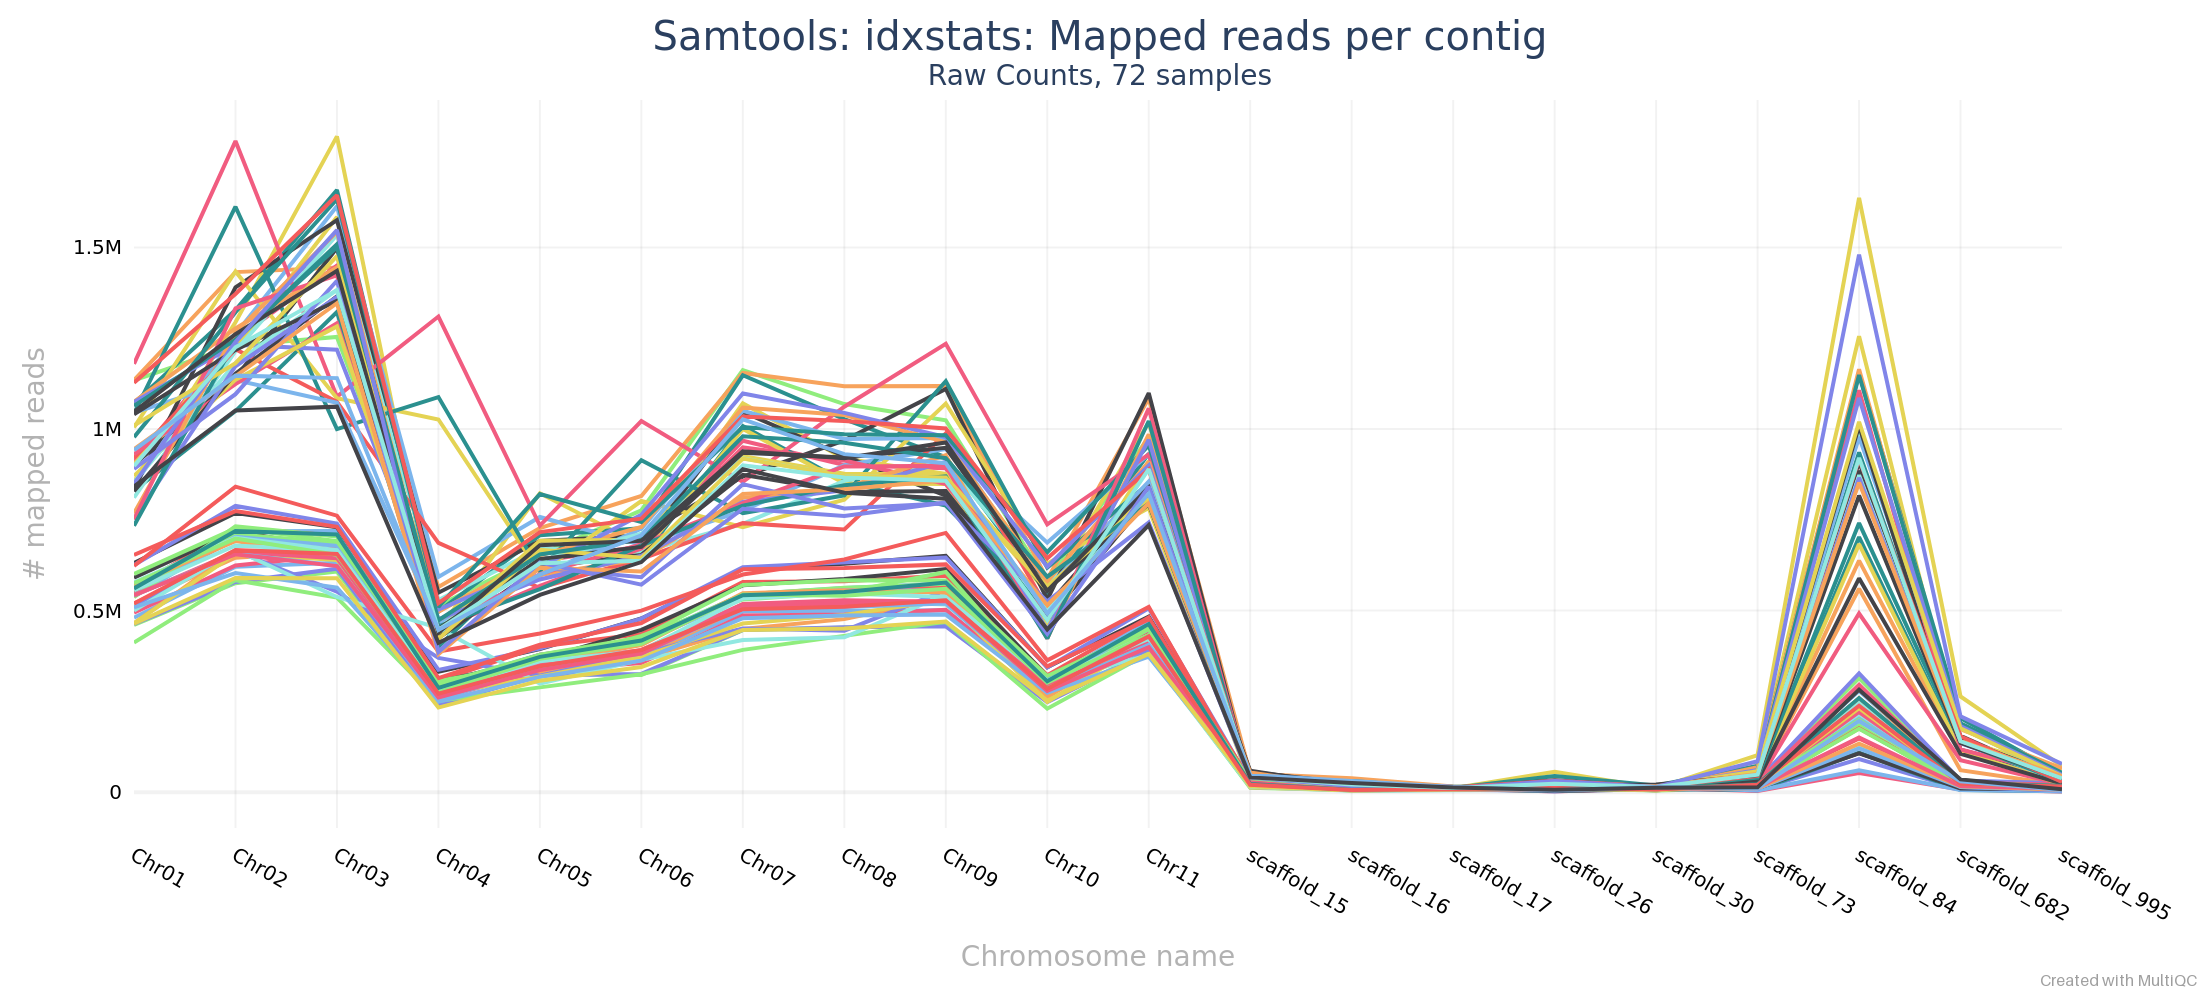 Samtools: idxstats: Mapped reads per contig
Raw Counts, 72 samples
# mapped reads
1.5M
1M
0.5M
0
Chr01
Chr02
Chr03
Chr04
Chr05
Chr06
Chr07
Chr08
Chr09
Chr10
Chr11
scaffold_15
scaffold_16
scaffold_17
scaffold_26
scaffold_30
scaffold_73
scaffold_84
scaffold_682
scaffold_995
Chromosome name
Created with MultiQC